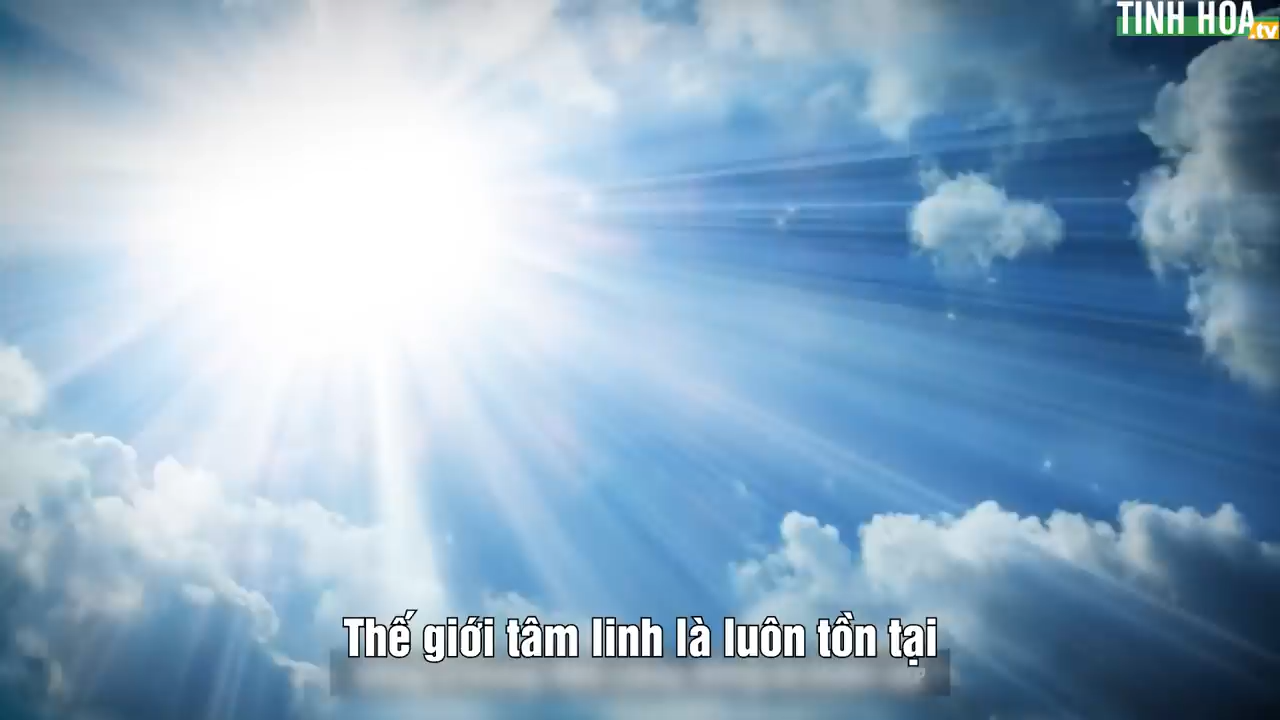 TINH HOA
.tv
Thế giới tâm linh là luôn tồn tại